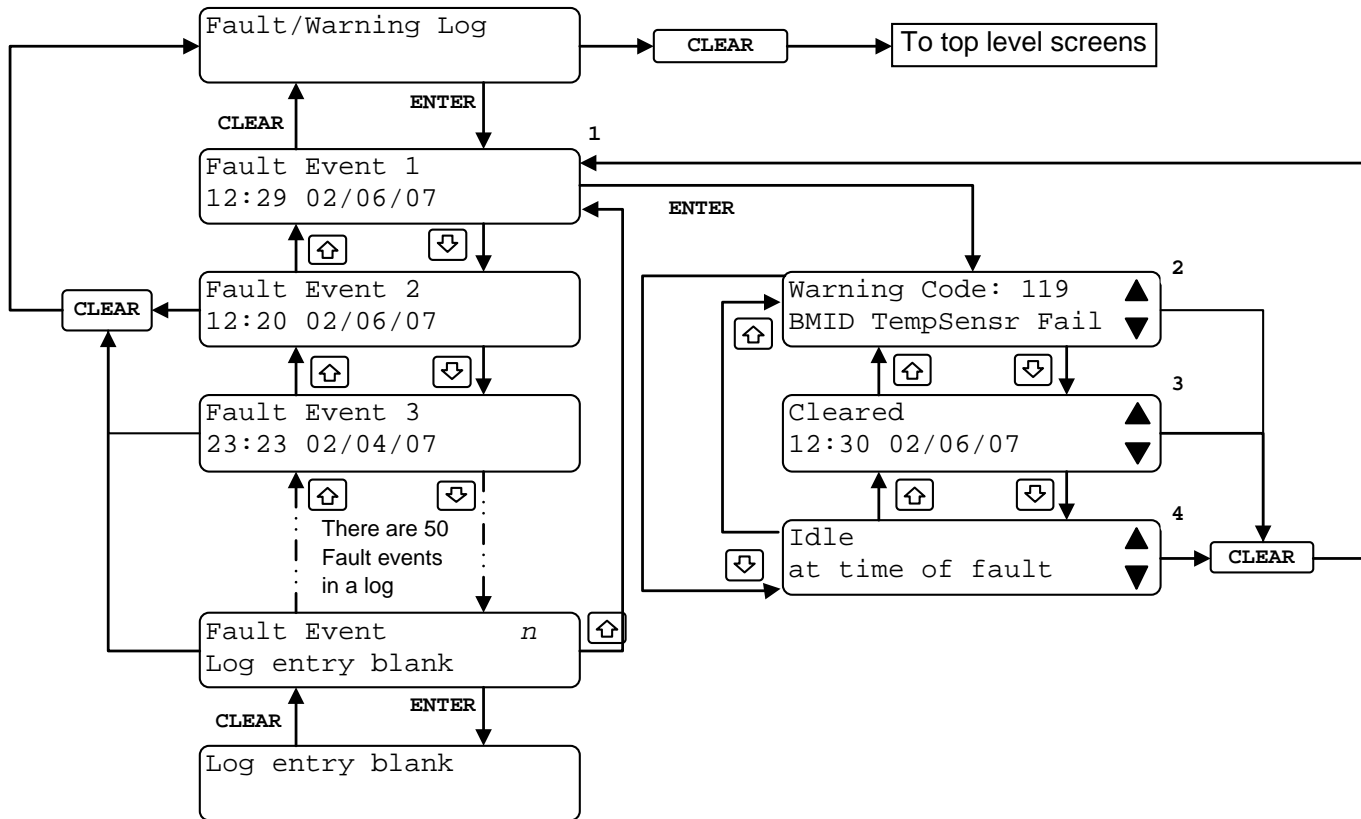 Fault/Warning Log
CLEAR
To top level screens
CLEAR
ENTER
1
Fault Event 1
12:29 02/06/07
ENTER
Fault Event 2
12:20 02/06/07
CLEAR
2
Warning Code: 119
BMID TempSensr Fail
Fault Event 3
23:23 02/04/07
3
Cleared
12:30 02/06/07
There are 50
Fault events
in a log
4
Idle
at time of fault
CLEAR
Fault Event n
Log entry blank
CLEAR
ENTER
Log entry blank